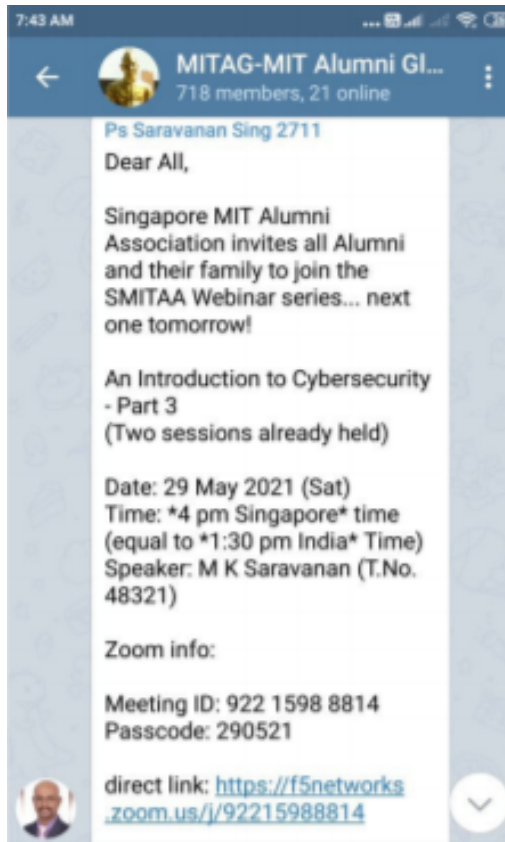 7:43 AM
MITAG-MIT Alumni Gl...
718 members, 21 online
Ps Saravanan Sing 2711
Dear All,
Singapore MIT Alumni
Association invites all Alumni
and their family to join the
SMITAA Webinar series... next
one tomorrow!
An Introduction to Cybersecurity
- Part 3
(Two sessions already held)
Date: 29 May 2021 (Sat)
Time: *4 pm Singapore* time
(equal to *1:30 pm India* Time)
Speaker: M K Saravanan (T.No.
48321)
Zoom info:
Meeting ID: 922 1598 8814
Passcode: 290521
direct link: https://f5networks
.zoom.us/j/92215988814